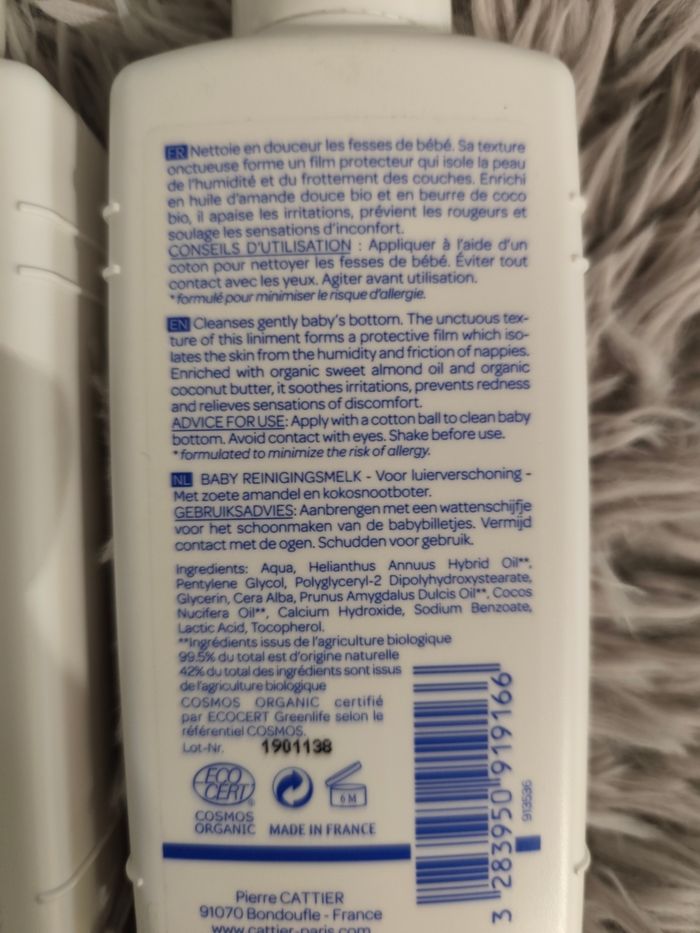 FR Nettoie en douceur les fesses de bébé. Sa texture
onctueuse forme un film protecteur qui isole la peau
de l'humidité et du frottement des couches. Enrichi
en huile d'amande douce bio et en beurre de coco
bio, il apaise les irritations, prévient les rougeurs et
soulage les sensations d'inconfort.
CONSEILS D'UTILISATION : Appliquer à l'aide d'un
coton pour nettoyer les fesses de bébé. Éviter tout
contact avec les yeux. Agiter avant utilisation.
*formulé pour minimiser le risque d'allergie.
EN Cleanses gently baby's bottom. The unctuous tex-
ture of this liniment forms a protective film which iso-
lates the skin from the humidity and friction of nappies.
Enriched with organic sweet almond oil and organic
coconut butter, it soothes irritations, prevents redness
and relieves sensations of discomfort.
ADVICE FOR USE: Apply with a cotton ball to clean baby
bottom. Avoid contact with eyes. Shake before use.
*formulated to minimize the risk of allergy.
NL BABY REINIGINGSMELK - Voor luierverschoning -
Met zoete amandel en kokosnootboter.
GEBRUIKSADVIES: Aanbrengen met een wattenschijfje
voor het schoonmaken van de babybilletjes. Vermijd
contact met de ogen. Schudden voor gebruik.
Ingredients: Aqua, Helianthus Annuus Hybrid Oil**,
Pentylene Glycol, Polyglyceryl-2 Dipolyhydroxystearate,
Glycerin, Cera Alba, Prunus Amygdalus Dulcis Oil**, Cocos
Nucifera Oil**, Calcium Hydroxide, Sodium Benzoate,
Lactic Acid, Tocopherol.
**Ingrédients issus de l'agriculture biologique
99.5% du total est d'origine naturelle
42% du total des ingrédients sont issus
de l'agriculture biologique
COSMOS ORGANIC certifié
par ECOCERT Greenlife selon le
référentiel COSMOS.
Lot-Nr. 1901138
ECO
CERT®
COSMOS
ORGANIC
6 M
MADE IN FRANCE
3 283950 919166
913536
Pierre CATTIER
91070 Bondoufle - France
www.cattier-paris.com